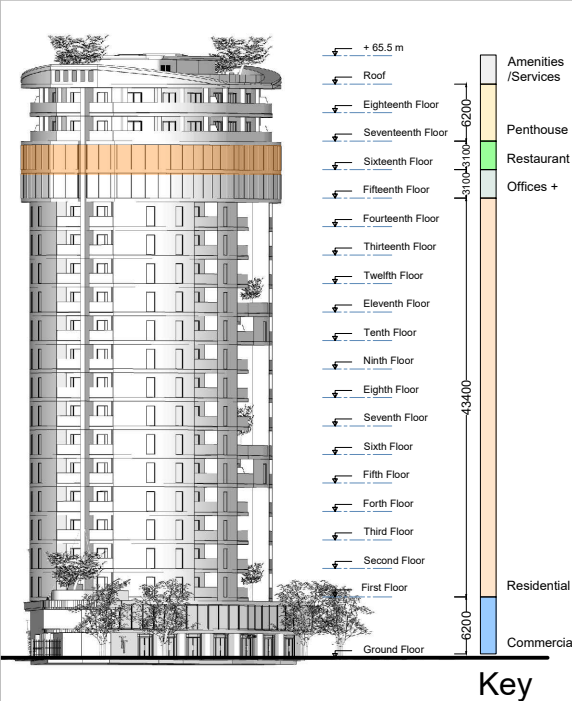 + 65.5 m
Roof
Eighteenth Floor
Seventeenth Floor
Sixteenth Floor
Fifteenth Floor
Fourteenth Floor
Thirteenth Floor
Twelfth Floor
Eleventh Floor
Tenth Floor
Ninth Floor
Eighth Floor
Seventh Floor
Sixth Floor
Fifth Floor
Forth Floor
Third Floor
Second Floor
First Floor
Ground Floor
6200
3100
3100
43400
6200
Amenities
/Services
Penthouse
Restaurant
Offices +
Residential
Commercia
Key